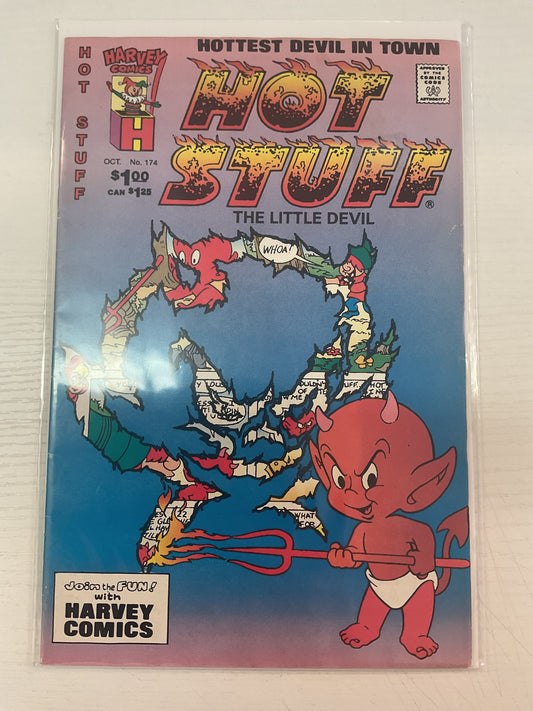 HOTTEST DEVIL IN TOWN
HOT STUFF
HARVEY
COMICS
H
OCT. No. 174
$1.00
CAN $1.25
APPROVED
BY THE
COMICS
CODE
AUTHORITY
HOT
STUFF
®
THE LITTLE DEVIL
WHOA!
WHAT
Join the FUN!
with
HARVEY
COMICS